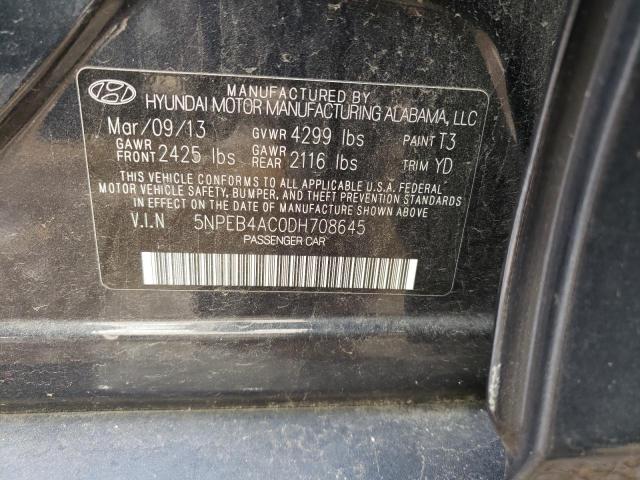 MANUFACTURED BY
HYUNDAI MOTOR MANUFACTURING ALABAMA, LLC
Mar/09/13 GVWR 4299 lbs PAINT T3
GAWR FRONT 2425 lbs GAWR REAR 2116 lbs TRIM YD
THIS VEHICLE CONFORMS TO ALL APPLICABLE U.S.A. FEDERAL
MOTOR VEHICLE SAFETY, BUMPER, AND THEFT PREVENTION STANDARDS
IN EFFECT ON THE DATE OF MANUFACTURE SHOWN ABOVE.
V.I.N 5NPEB4AC0DH708645
PASSENGER CAR